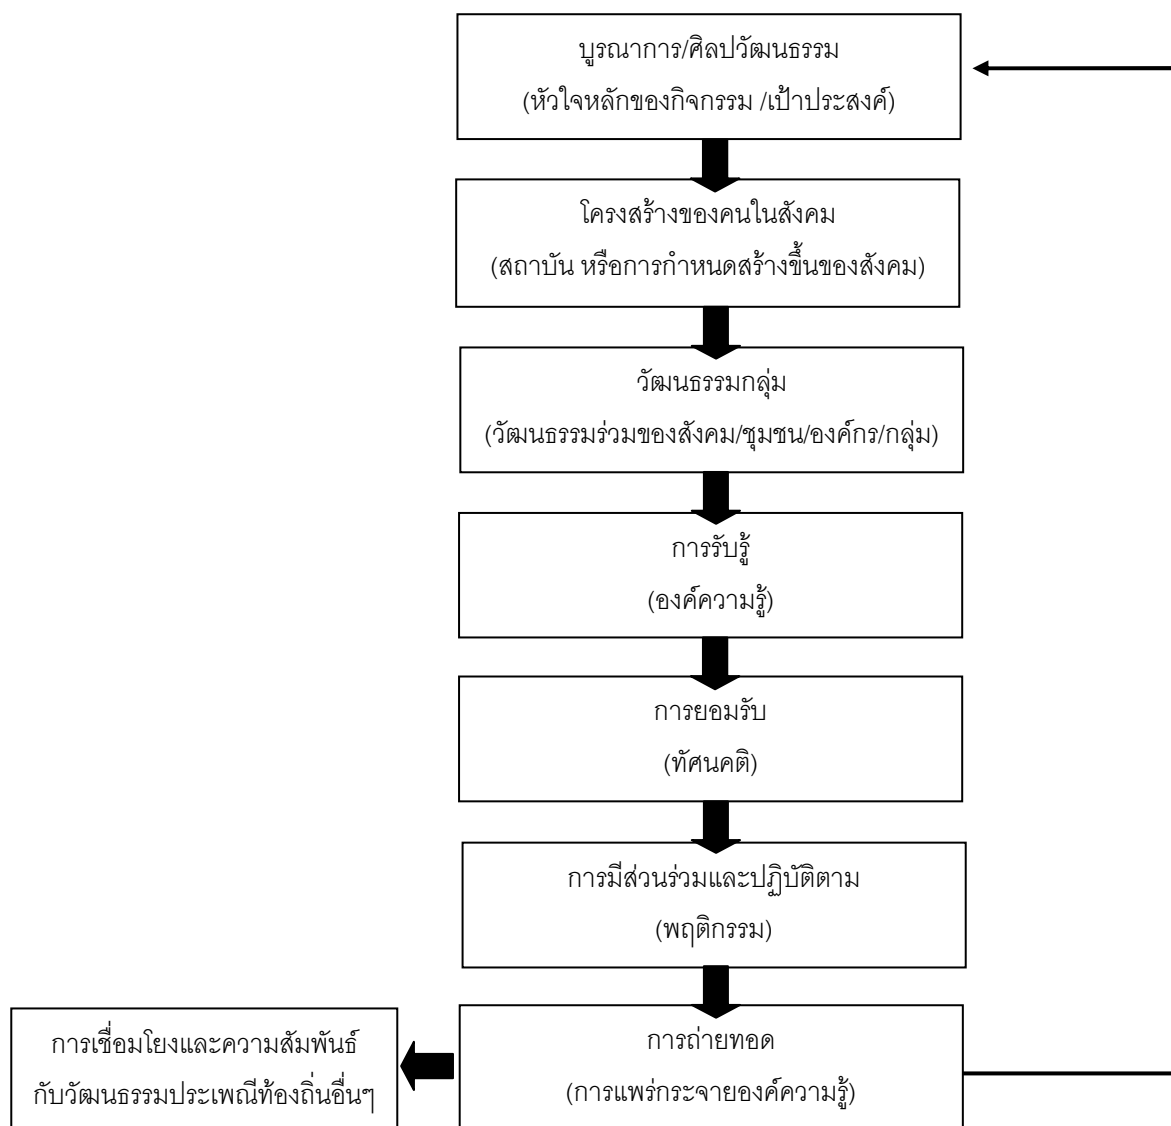 บูรณาการ/ศิลปวัฒนธรรม
(หัวใจหลักของกิจกรรม /เป้าประสงค์)
โครงสร้างของคนในสังคม
(สถาบัน หรือการกำหนดสร้างขึ้นของสังคม)
วัฒนธรรมกลุ่ม
(วัฒนธรรมร่วมของสังคม/ชุมชน/องค์กร/กลุ่ม)
การรับรู้
(องค์ความรู้)
การยอมรับ
(ทัศนคติ)
การมีส่วนร่วมและปฏิบัติตาม
(พฤติกรรม)
การถ่ายทอด
(การแพร่กระจายองค์ความรู้)
การเชื่อมโยงและความสัมพันธ์
กับวัฒนธรรมประเพณีท้องถิ่นอื่นๆ